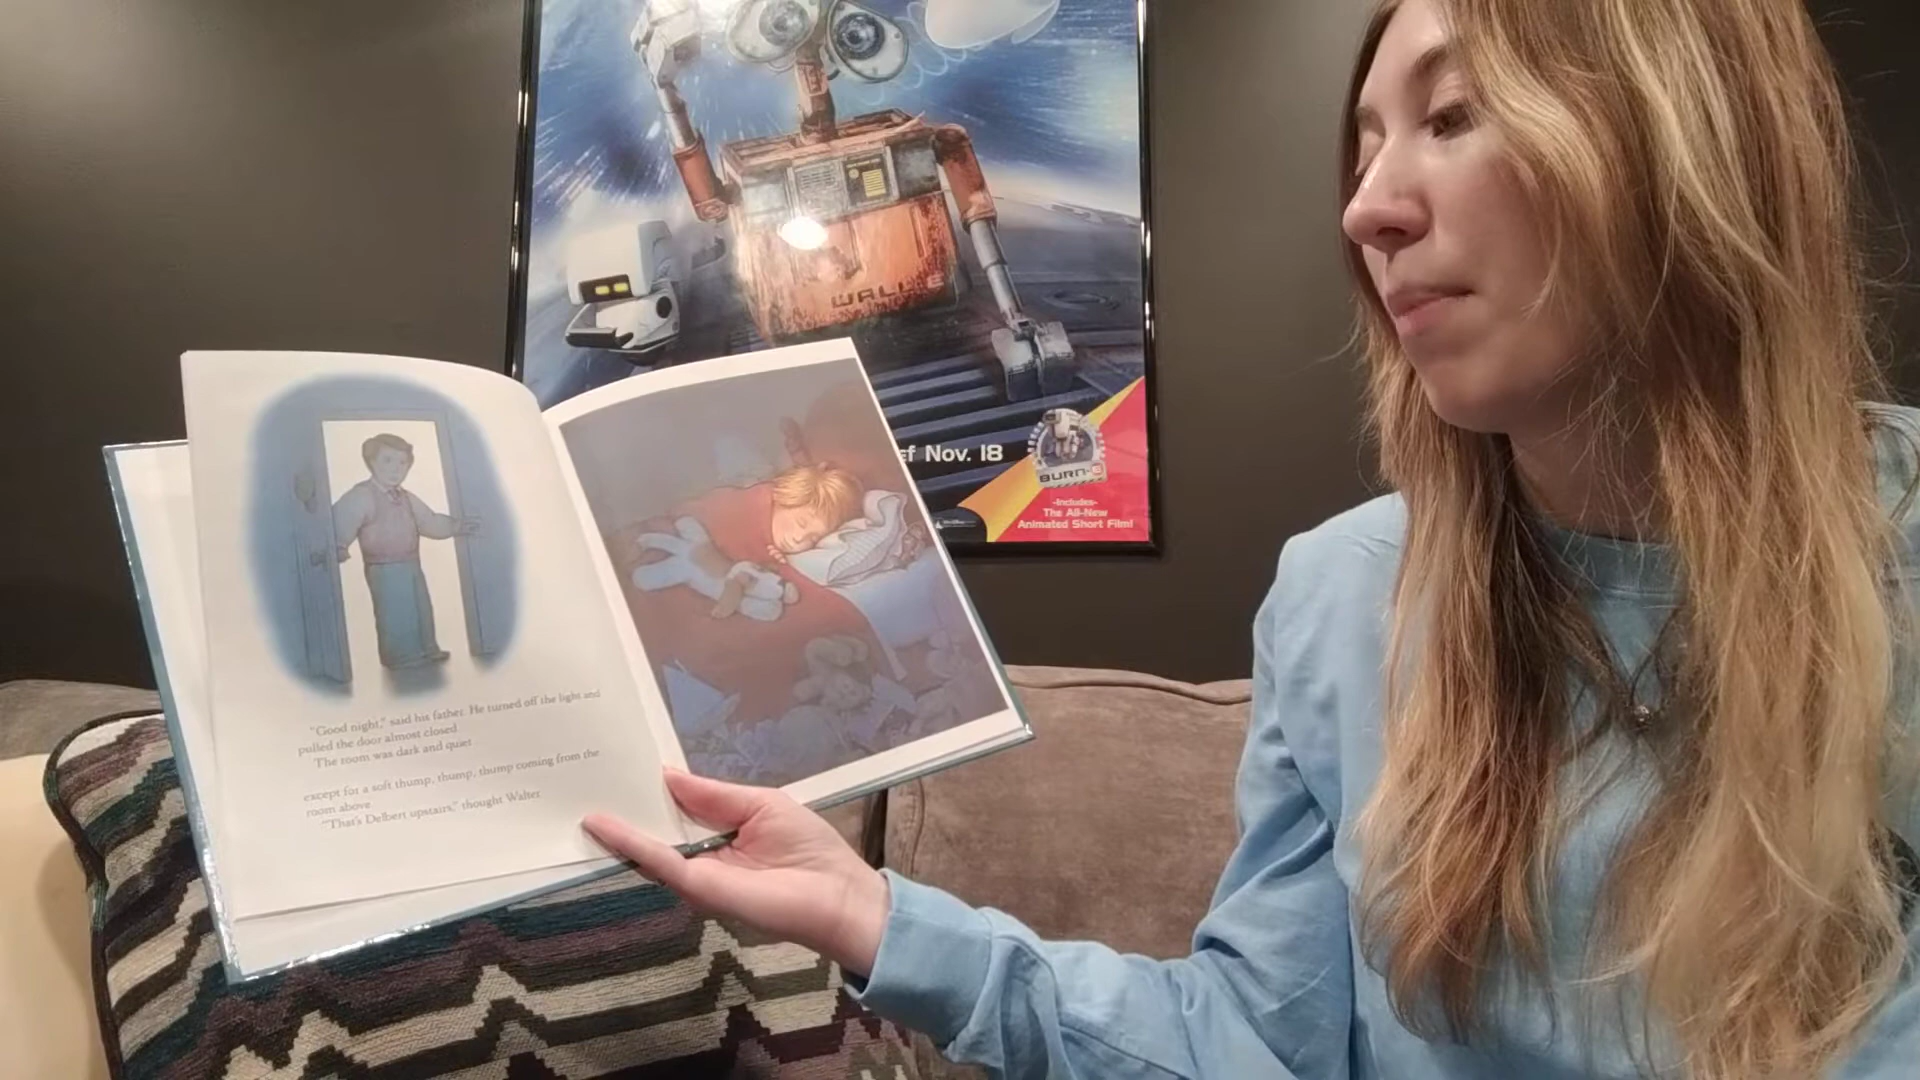 WALL·E
ef Nov. 18
BURN·E
-Includes-
The All-New
Animated Short Film!
"Good night," said his father. He turned off the light and
pulled the door almost closed.
The room was dark and quiet
except for a soft thump, thump, thump coming from the
room above.
"That's Delbert upstairs," thought Walter.